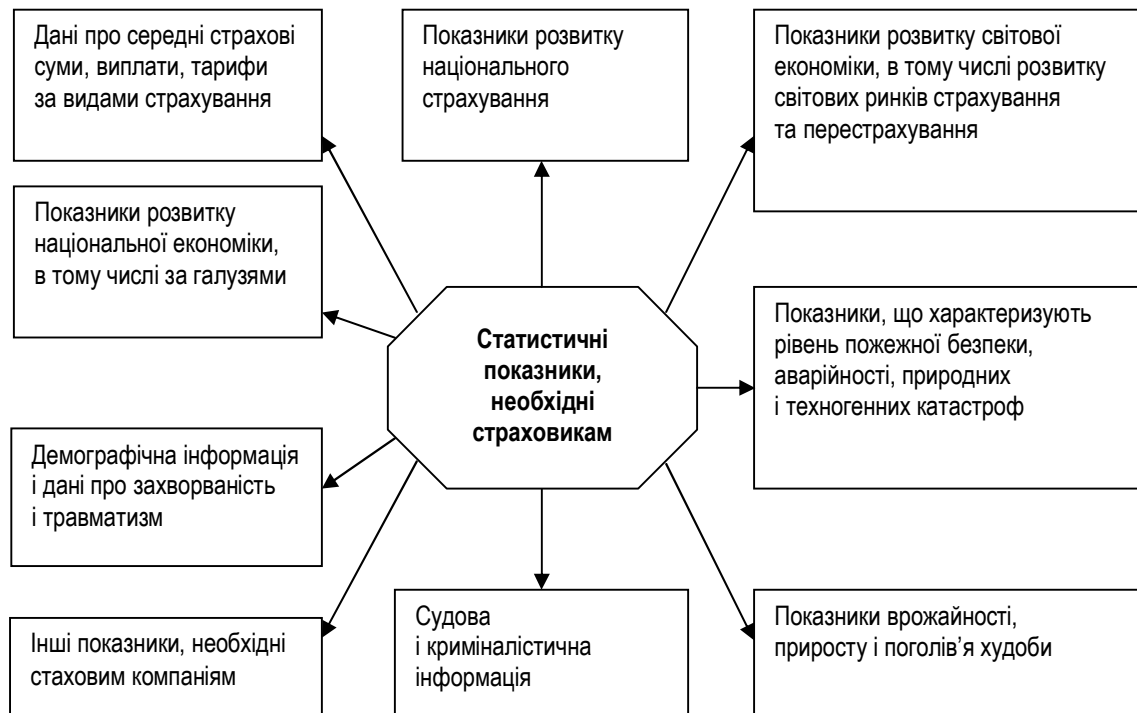 Дані про середні страхові
суми, виплати, тарифи
за видами страхування
Показники розвитку
національного
страхування
Показники розвитку світової
економіки, в тому числі розвитку
світових ринків страхування
та перестрахування
Показники розвитку
національної економіки,
в тому числі за галузями
Статистичні
показники,
необхідні
страховикам
Показники, що характеризують
рівень пожежної безпеки,
аварійності, природних
і техногенних катастроф
Демографічна інформація
і дані про захворваність
і травматизм
Інші показники, необхідні
стаховим компаніям
Судова
і криміналістична
інформація
Показники врожайності,
приросту і поголів’я худоби